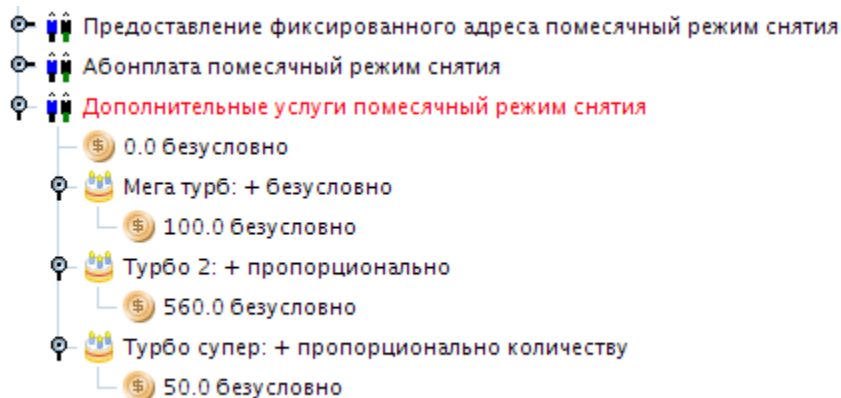 Предоставление фиксированного адреса помесячный режим снятия
Абонплата помесячный режим снятия
Дополнительные услуги помесячный режим снятия
0.0 безусловно
Мега турб: + безусловно
100.0 безусловно
Турбо 2: + пропорционально
560.0 безусловно
Турбо супер: + пропорционально количеству
50.0 безусловно